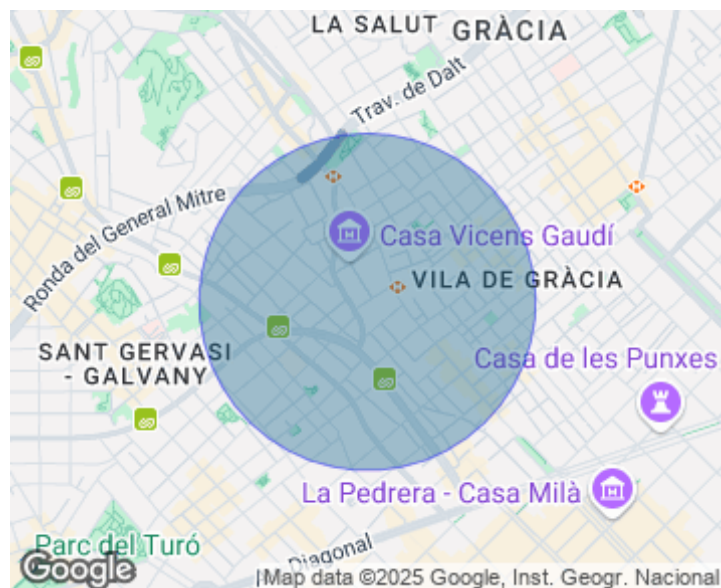 LA SALUT
GRÀCIA
Trav. de Dalt
Ronda del General Mitre
Casa Vicens Gaudí
VILA DE GRÀCIA
SANT GERVASI
- GALVANY
Casa de les Punxes
La Pedrera - Casa Milà
Parc del Turó
Diagonal
Google
Map data ©2025 Google, Inst. Geogr. Nacional